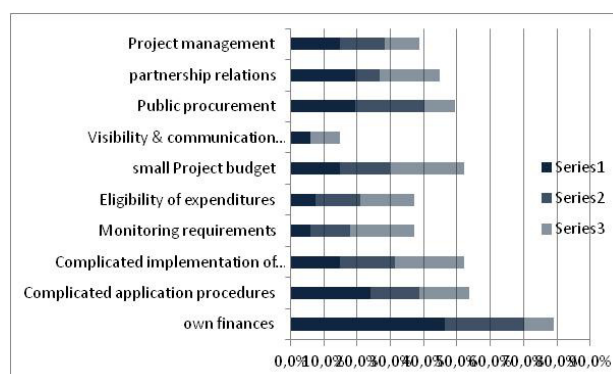 Project management
partnership relations
Public procurement
Visibility & communication...
small Project budget
Eligibility of expenditures
Monitoring requirements
Complicated implementation of...
Complicated application procedures
own finances
Series1
Series2
Series3
0,0% 10,0% 20,0% 30,0% 40,0% 50,0% 60,0% 70,0% 80,0% 90,0%